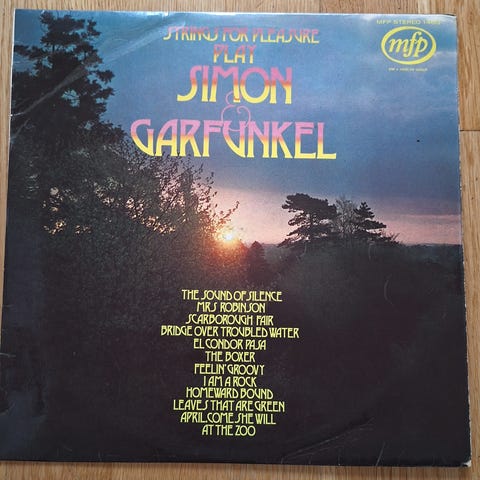 STRINGS FOR PLEASURE
PLAY
SIMON
&
GARFUNKEL
MFP STEREO
mfp
THE SOUND OF SILENCE
MRS ROBINSON
SCARBOROUGH FAIR
BRIDGE OVER TROUBLED WATER
EL CONDOR PASA
THE BOXER
FEELIN' GROOVY
I AM A ROCK
HOMEWARD BOUND
LEAVES THAT ARE GREEN
APRIL, COME SHE WILL
AT THE ZOO